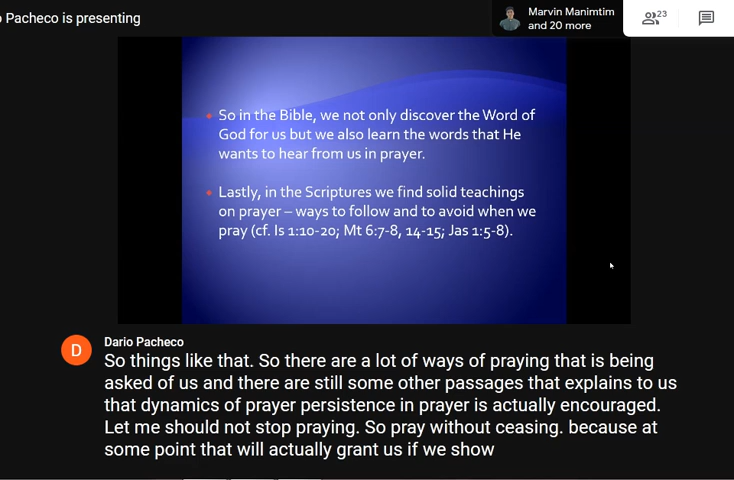 o Pacheco is presenting
Marvin Manimtim
and 20 more
23
So in the Bible, we not only discover the Word of
God for us but we also learn the words that He
wants to hear from us in prayer.
Lastly, in the Scriptures we find solid teachings
on prayer – ways to follow and to avoid when we
pray (cf. Is 1:10-20; Mt 6:7-8, 14-15; Jas 1:5-8).
D
Dario Pacheco
So things like that. So there are a lot of ways of praying that is being
asked of us and there are still some other passages that explains to us
that dynamics of prayer persistence in prayer is actually encouraged.
Let me should not stop praying. So pray without ceasing. because at
some point that will actually grant us if we show